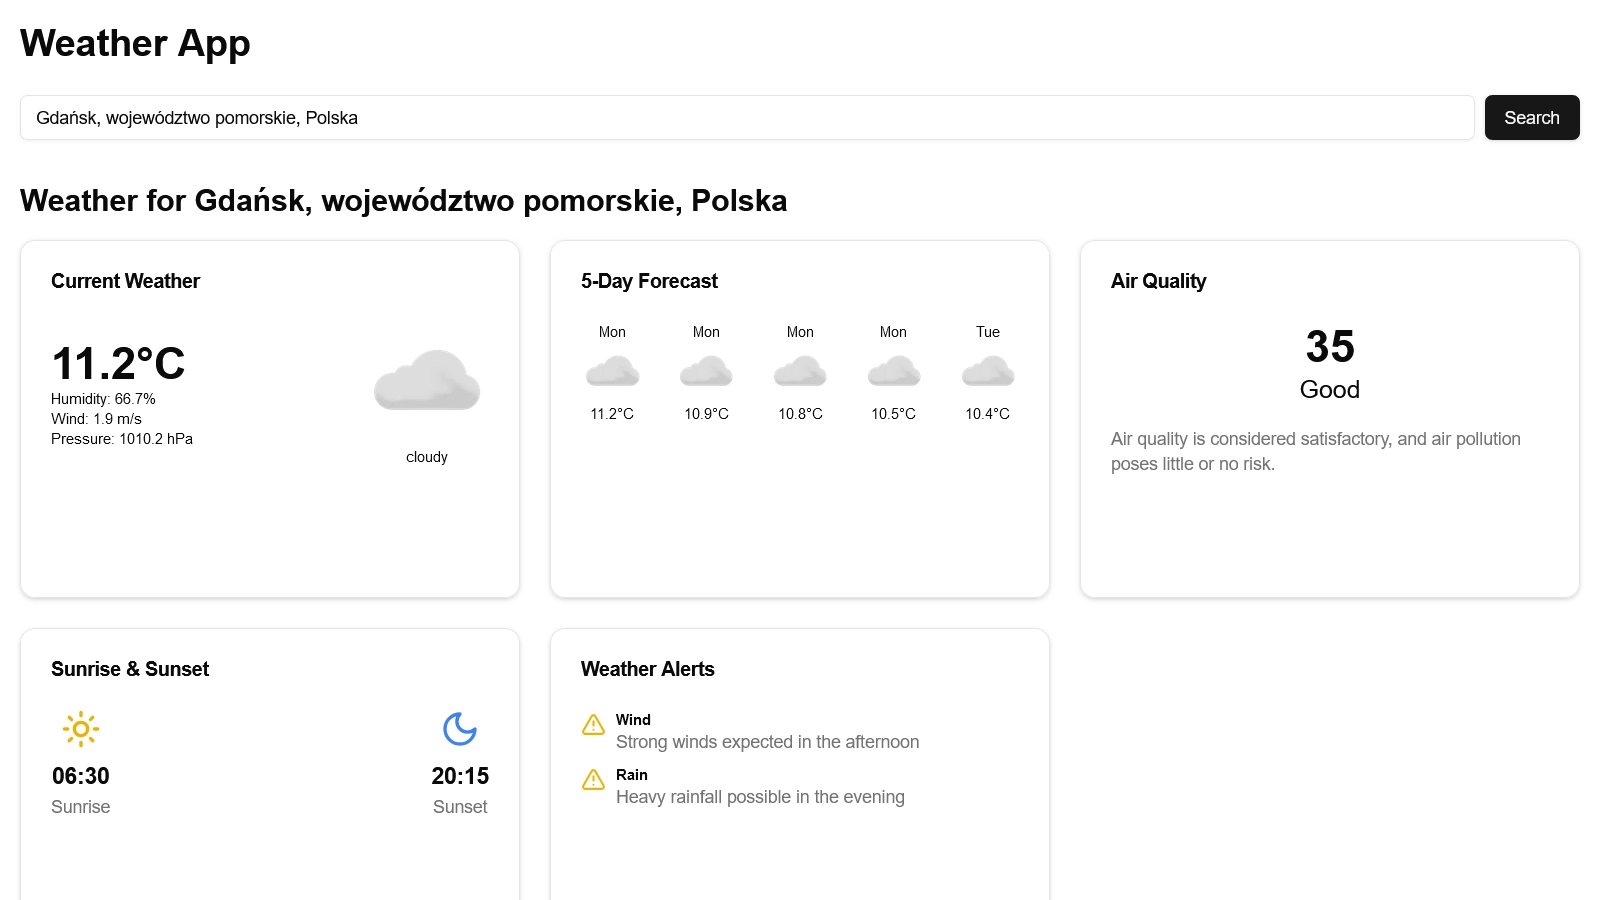 Weather App
Gdańsk, województwo pomorskie, Polska
Search
Weather for Gdańsk, województwo pomorskie, Polska
Current Weather
11.2°C
Humidity: 66.7%
Wind: 1.9 m/s
Pressure: 1010.2 hPa
cloudy
5-Day Forecast
Mon Mon Mon Mon Tue
11.2°C 10.9°C 10.8°C 10.5°C 10.4°C
Air Quality
35
Good
Air quality is considered satisfactory, and air pollution
poses little or no risk.
Sunrise & Sunset
06:30 20:15
Sunrise Sunset
Weather Alerts
Wind
Strong winds expected in the afternoon
Rain
Heavy rainfall possible in the evening